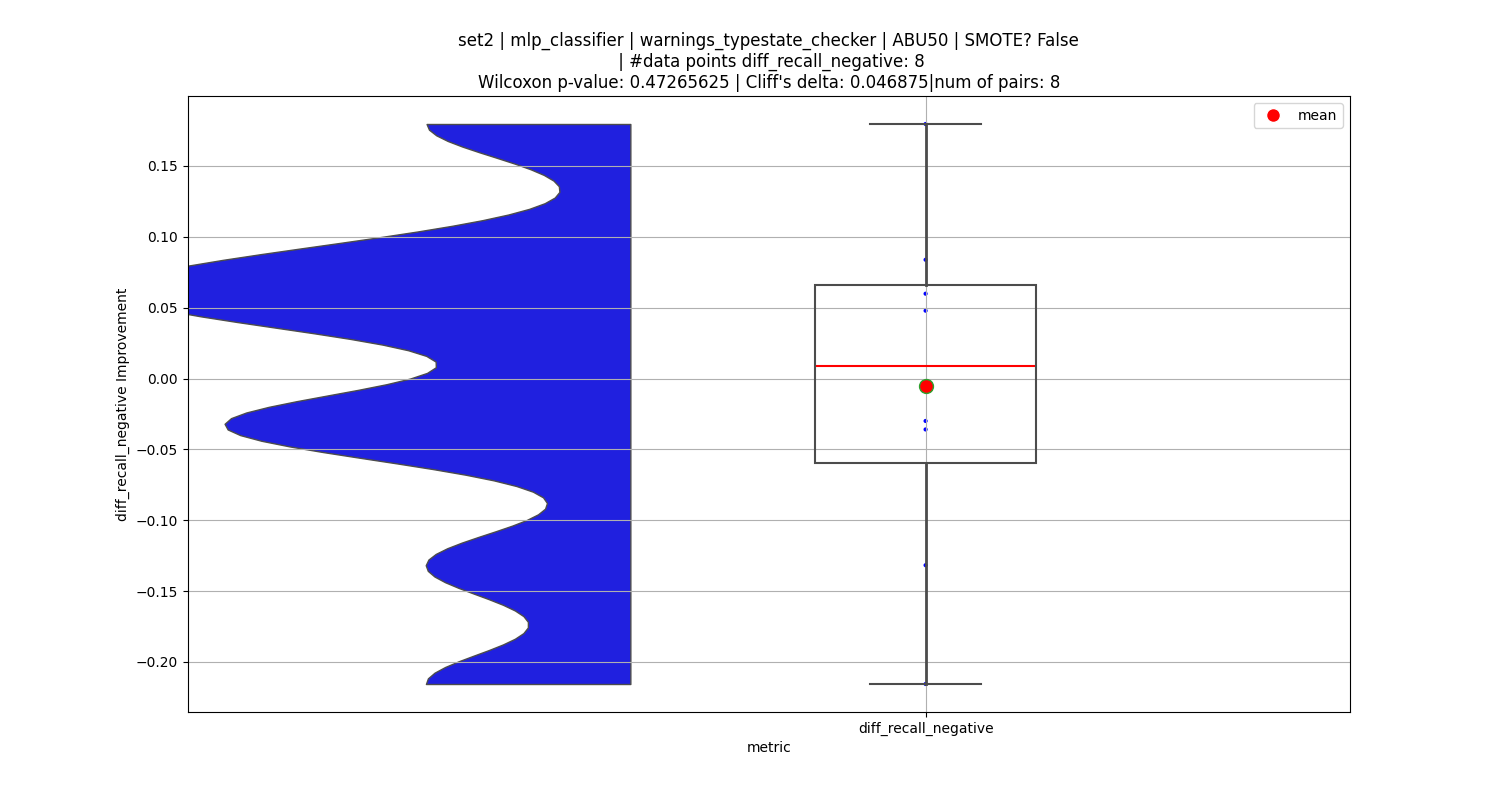 set2 | mlp_classifier | warnings_typestate_checker | ABU50 | SMOTE? False
| #data points diff_recall_negative: 8
Wilcoxon p-value: 0.47265625 | Cliff's delta: 0.046875|num of pairs: 8
mean
0.15
0.10
0.05
0.00
−0.05
−0.10
−0.15
−0.20
diff_recall_negative Improvement
diff_recall_negative
metric